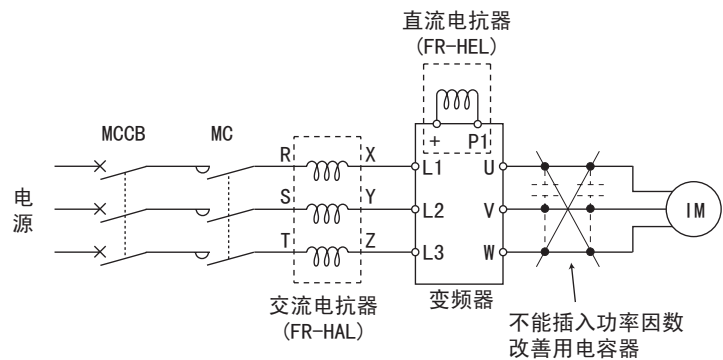 直流电抗器
(FR-HEL)
MCCB
MC
+
P1
R
X
L1
U
电
源
S
Y
L2
V
IM
T
Z
L3
W
交流电抗器
(FR-HAL)
变频器
不能插入功率因数
改善用电容器